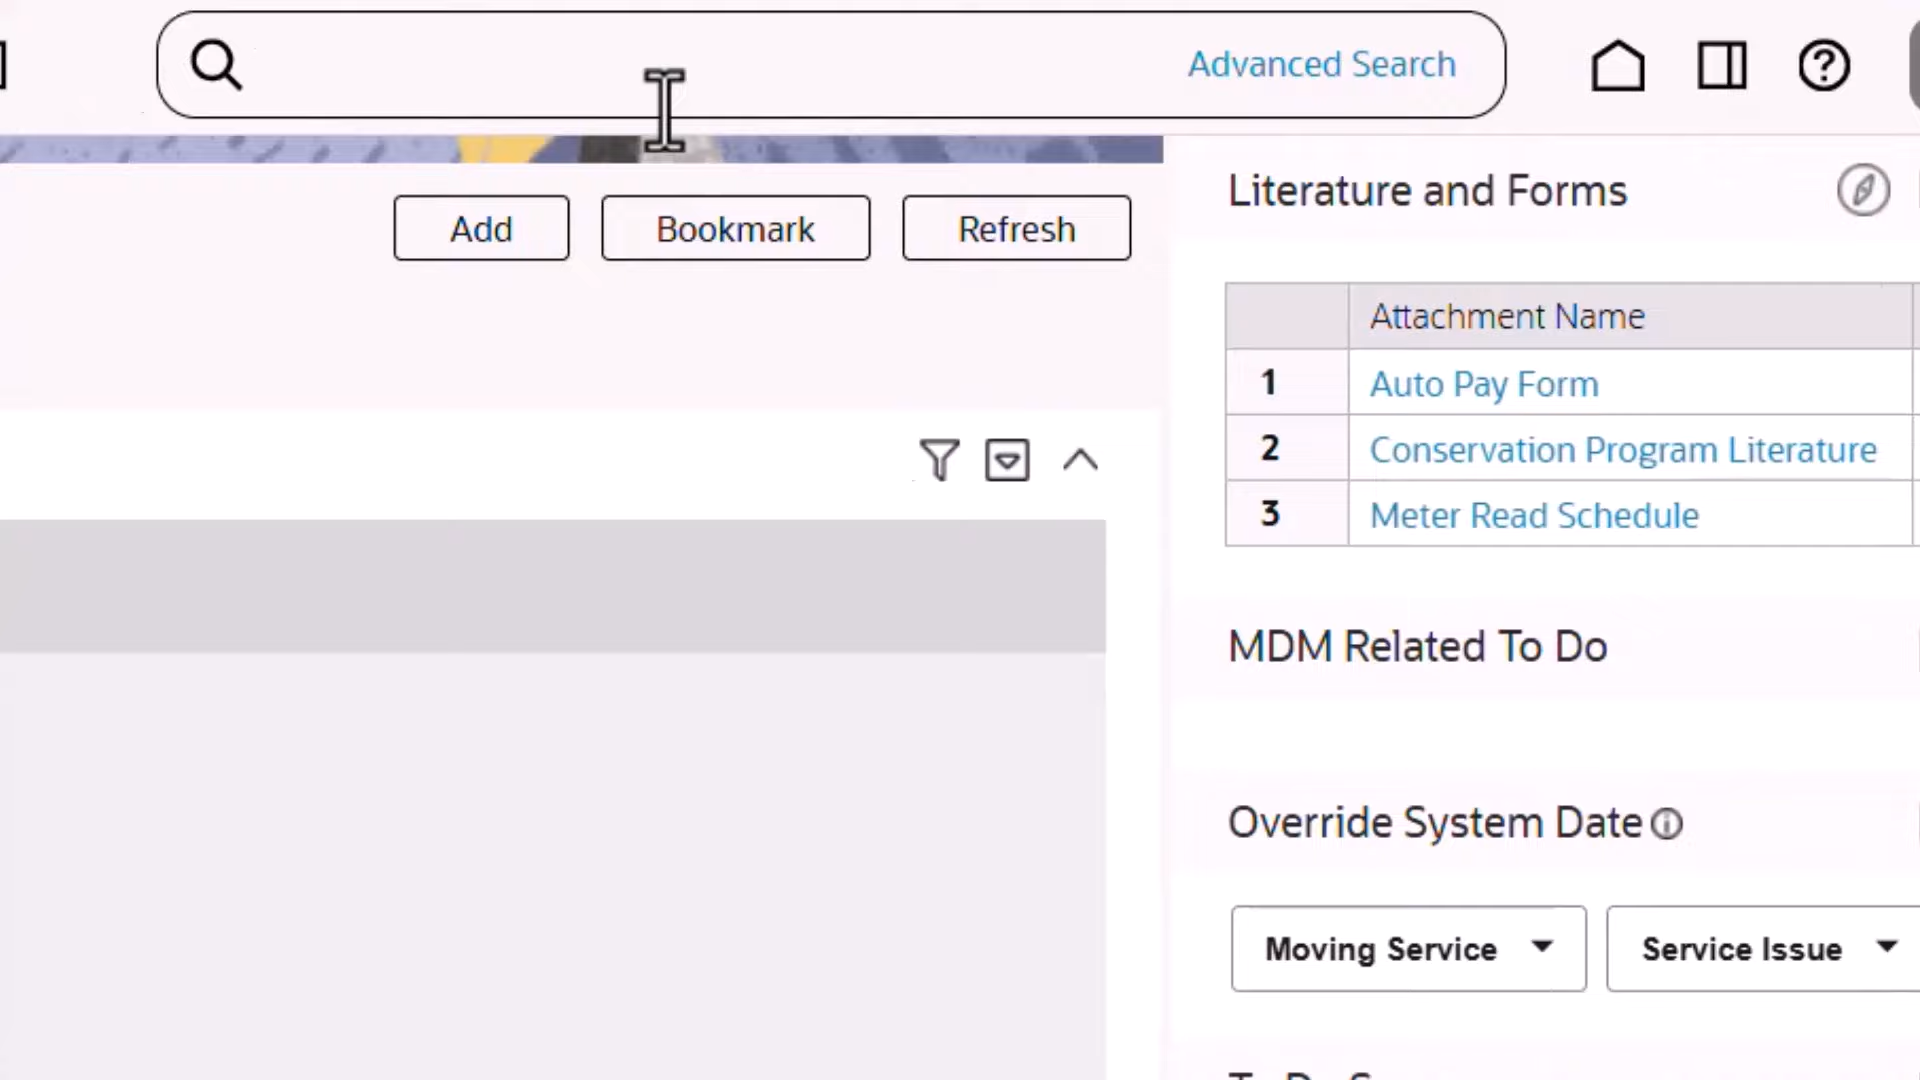 Advanced Search
Add Bookmark Refresh
Literature and Forms
Attachment Name
1 Auto Pay Form
2 Conservation Program Literature
3 Meter Read Schedule
MDM Related To Do
Override System Date
Moving Service Service Issue